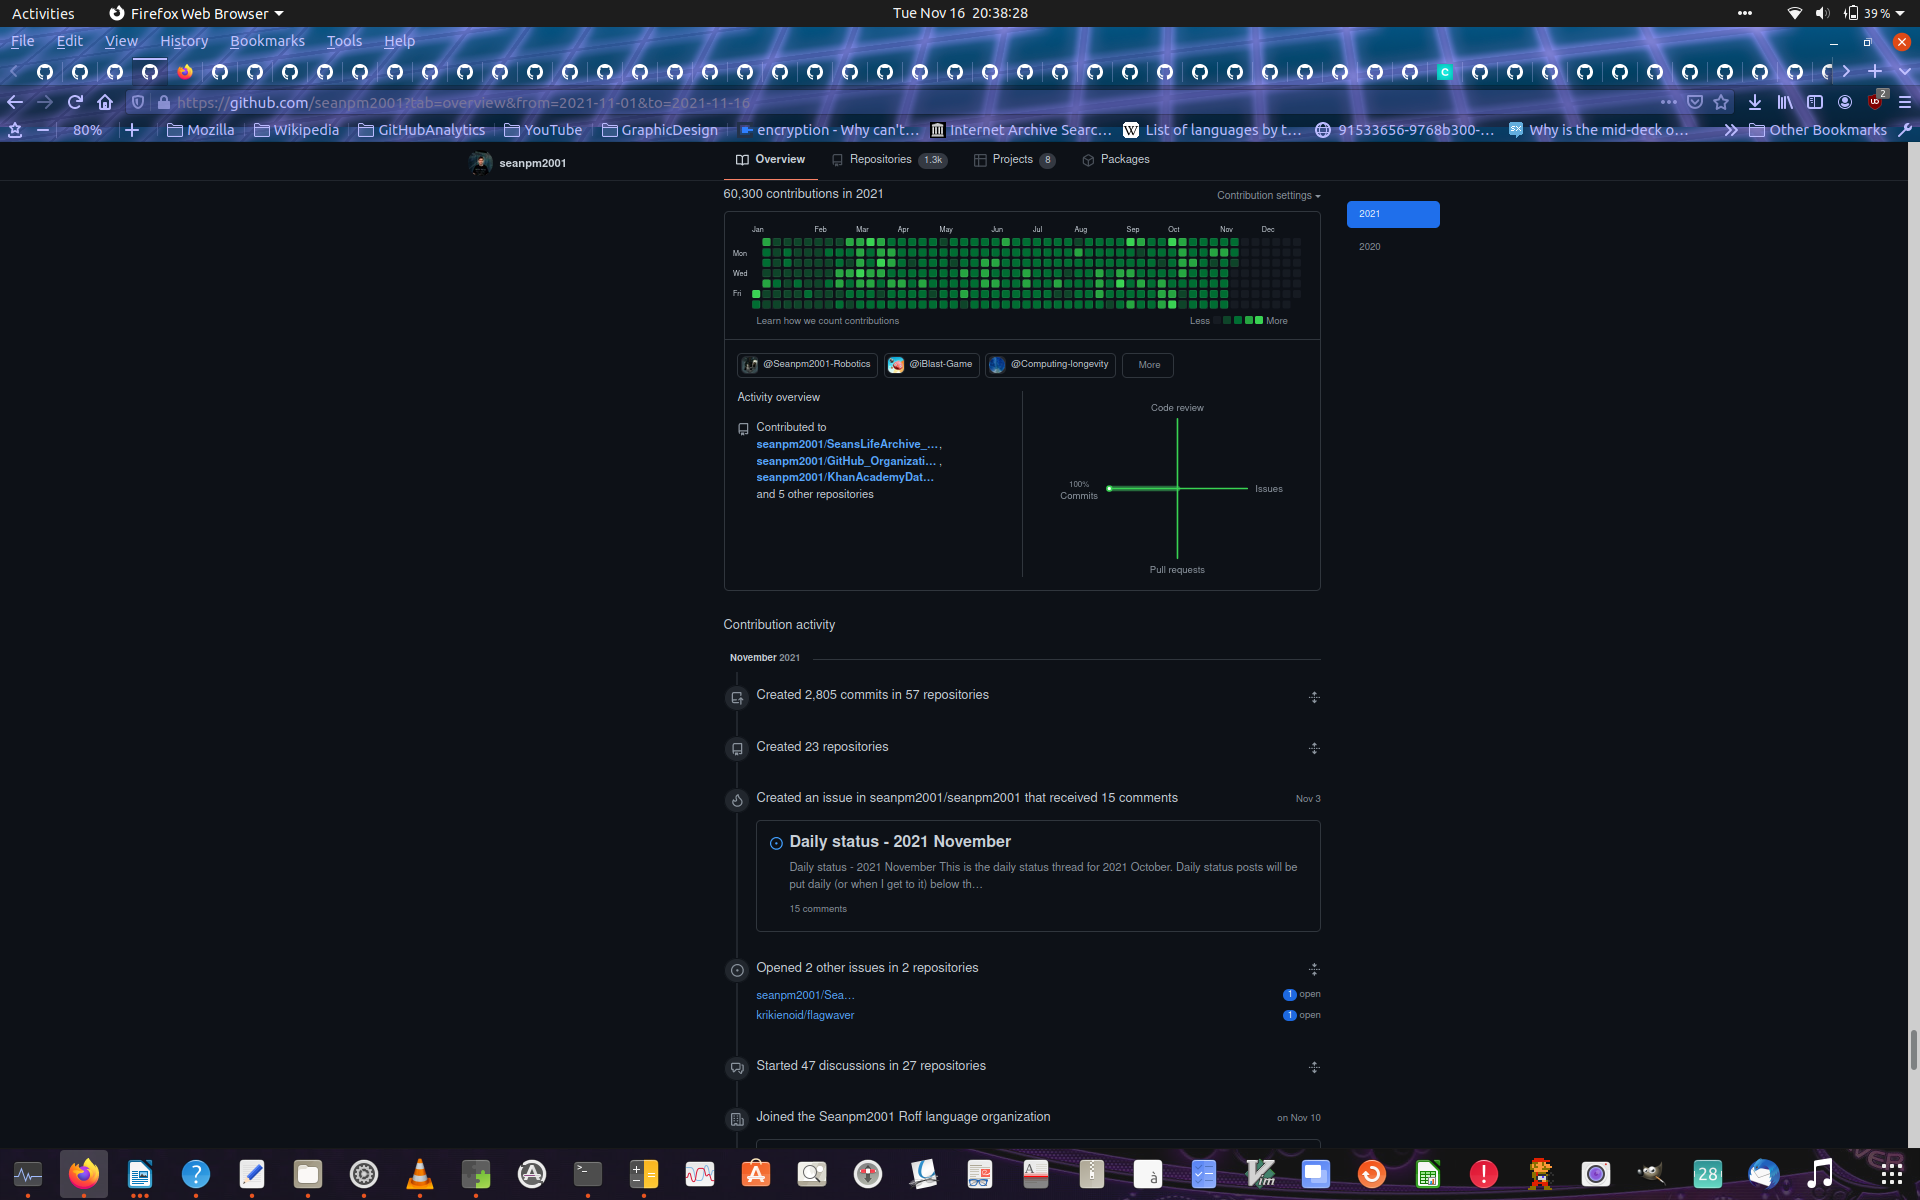 Activities
Firefox Web Browser
Tue Nov 16 20:38:28
39 %
File Edit View History Bookmarks Tools Help
https://github.com/seanpm2001?tab=overview&from=2021-11-01&to=2021-11-16
2
80%
Mozilla
Wikipedia
GitHubAnalytics
YouTube
GraphicDesign
encryption - Why can't…
Internet Archive Searc…
List of languages by t…
91533656-9768b300-…
Why is the mid-deck o…
Other Bookmarks
seanpm2001
Overview
Repositories 1.3k
Projects 8
Packages
60,300 contributions in 2021
Contribution settings
2021
2020
Jan Feb Mar Apr May Jun Jul Aug Sep Oct Nov Dec
Mon
Wed
Fri
Learn how we count contributions
Less More
@Seanpm2001-Robotics
@iBlast-Game
@Computing-longevity
More
Activity overview
Contributed to
seanpm2001/SeansLifeArchive_…,
seanpm2001/GitHub_Organizati… ,
seanpm2001/KhanAcademyDat…
and 5 other repositories
Code review
100%
Commits
Issues
Pull requests
Contribution activity
November 2021
Created 2,805 commits in 57 repositories
Created 23 repositories
Created an issue in seanpm2001/seanpm2001 that received 15 comments
Nov 3
Daily status - 2021 November
Daily status - 2021 November This is the daily status thread for 2021 October. Daily status posts will be
put daily (or when I get to it) below th…
15 comments
Opened 2 other issues in 2 repositories
seanpm2001/Sea…
1 open
krikienoid/flagwaver
1 open
Started 47 discussions in 27 repositories
Joined the Seanpm2001 Roff language organization
on Nov 10
28